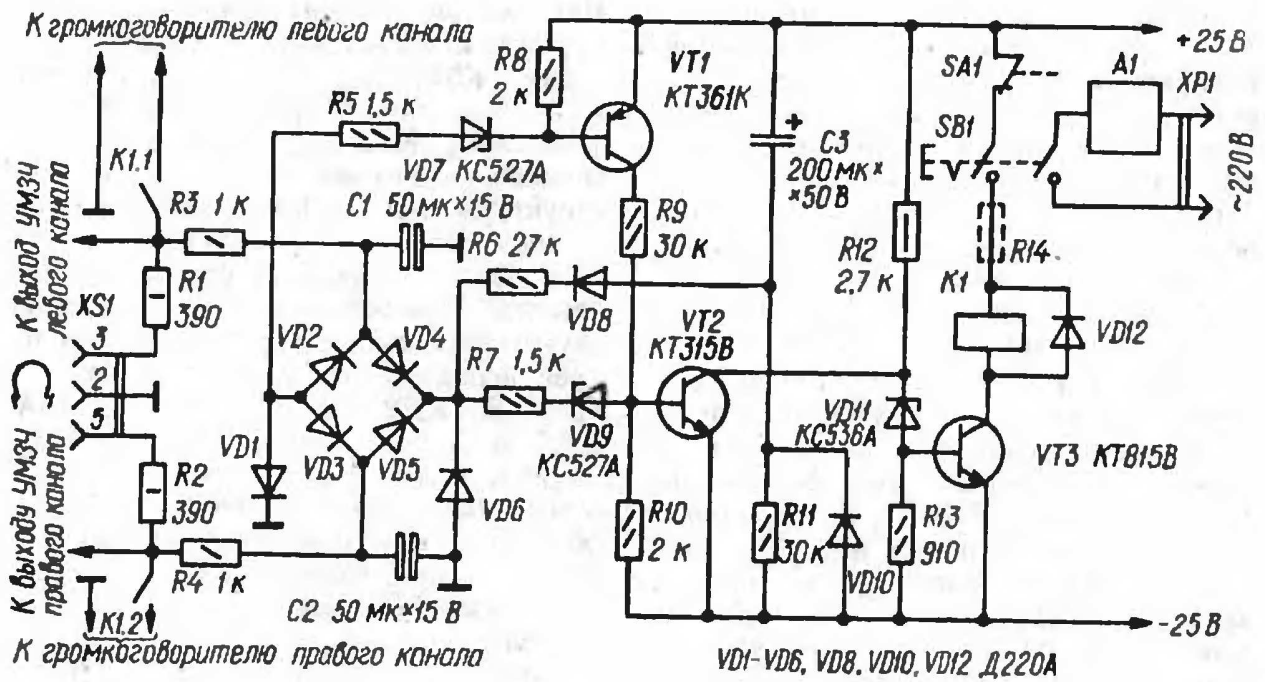 К громкоговорителю левого канала
К выход УМЗЧ
левого канала
К1.1
R3 1 к
R1
390
XS1
3
2
5
R2
390
К выходу УМЗЧ
правого канала
R4 1 к
К1.2
К громкоговорителю правого канала
R5 1,5 к
R8
2 к
VD7 КС527А
VT1
КТ361К
C1 50 мк×15 В
R6 27 к
R9
30 к
VD8
VD2
VD4
VD3
VD5
VD1
VD6
R7 1,5 к
VD9
КС527А
C2 50 мк×15 В
VT2
КТ315В
R10
2 к
C3
200 мк×
×50 В
+
R11
30 к
VD10
R12
2,7 к
VD11
КС536А
R13
910
SA1
SB1
R14
К1
VD12
VT3 КТ815В
A1
XP1
+25 В
~220В
-25 В
VD1-VD6, VD8, VD10, VD12 Д220А